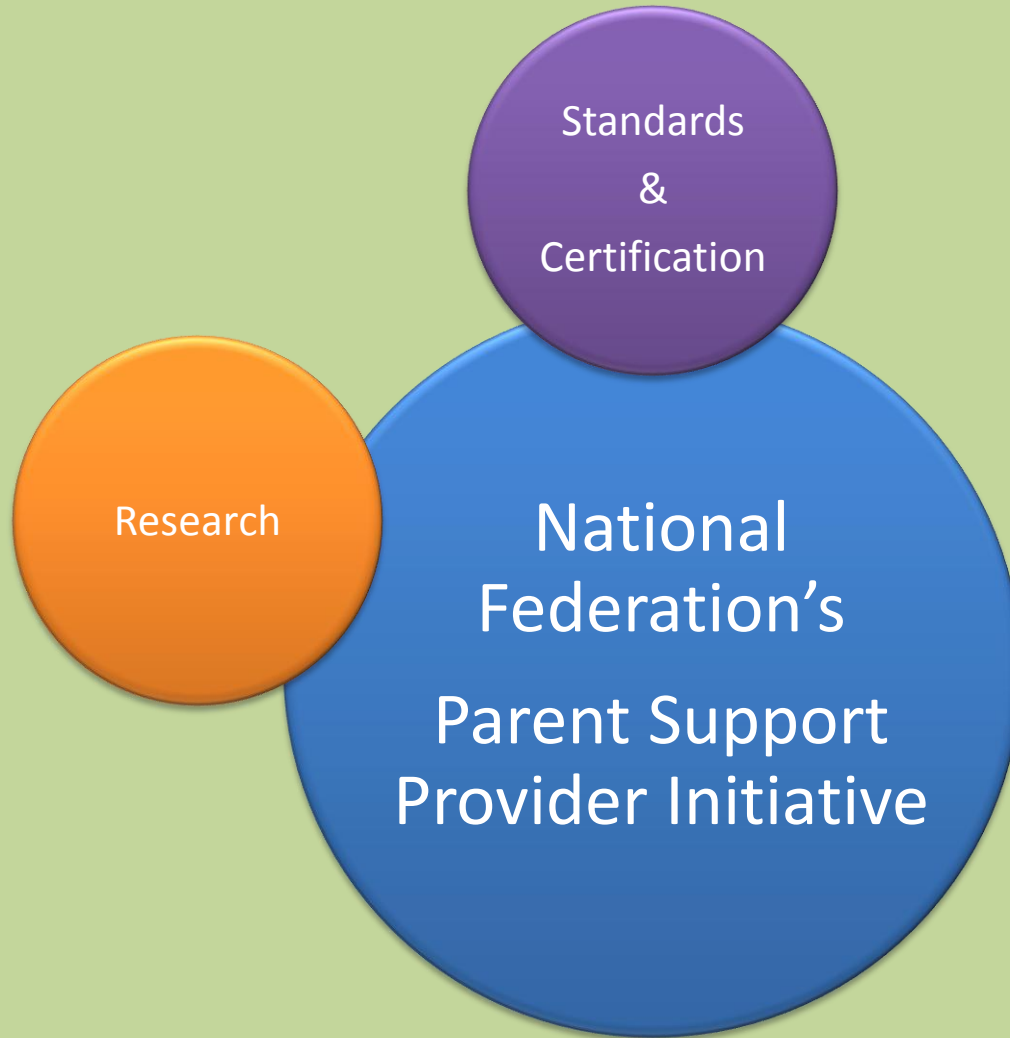 Standards
&
Certification
Research
National
Federation’s
Parent Support
Provider Initiative